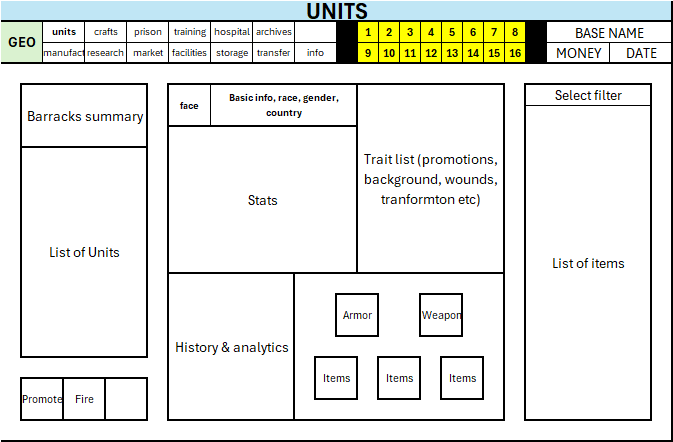 UNITS
GEO
units crafts prison training hospital archives
manufact research market facilities storage transfer info
1 2 3 4 5 6 7 8
9 10 11 12 13 14 15 16
BASE NAME
MONEY DATE
Barracks summary
List of Units
Promote Fire
face
Basic info, race, gender,
country
Stats
Trait list (promotions,
background, wounds,
tranformton etc)
History & analytics
Armor Weapon
Items Items Items
Select filter
List of items